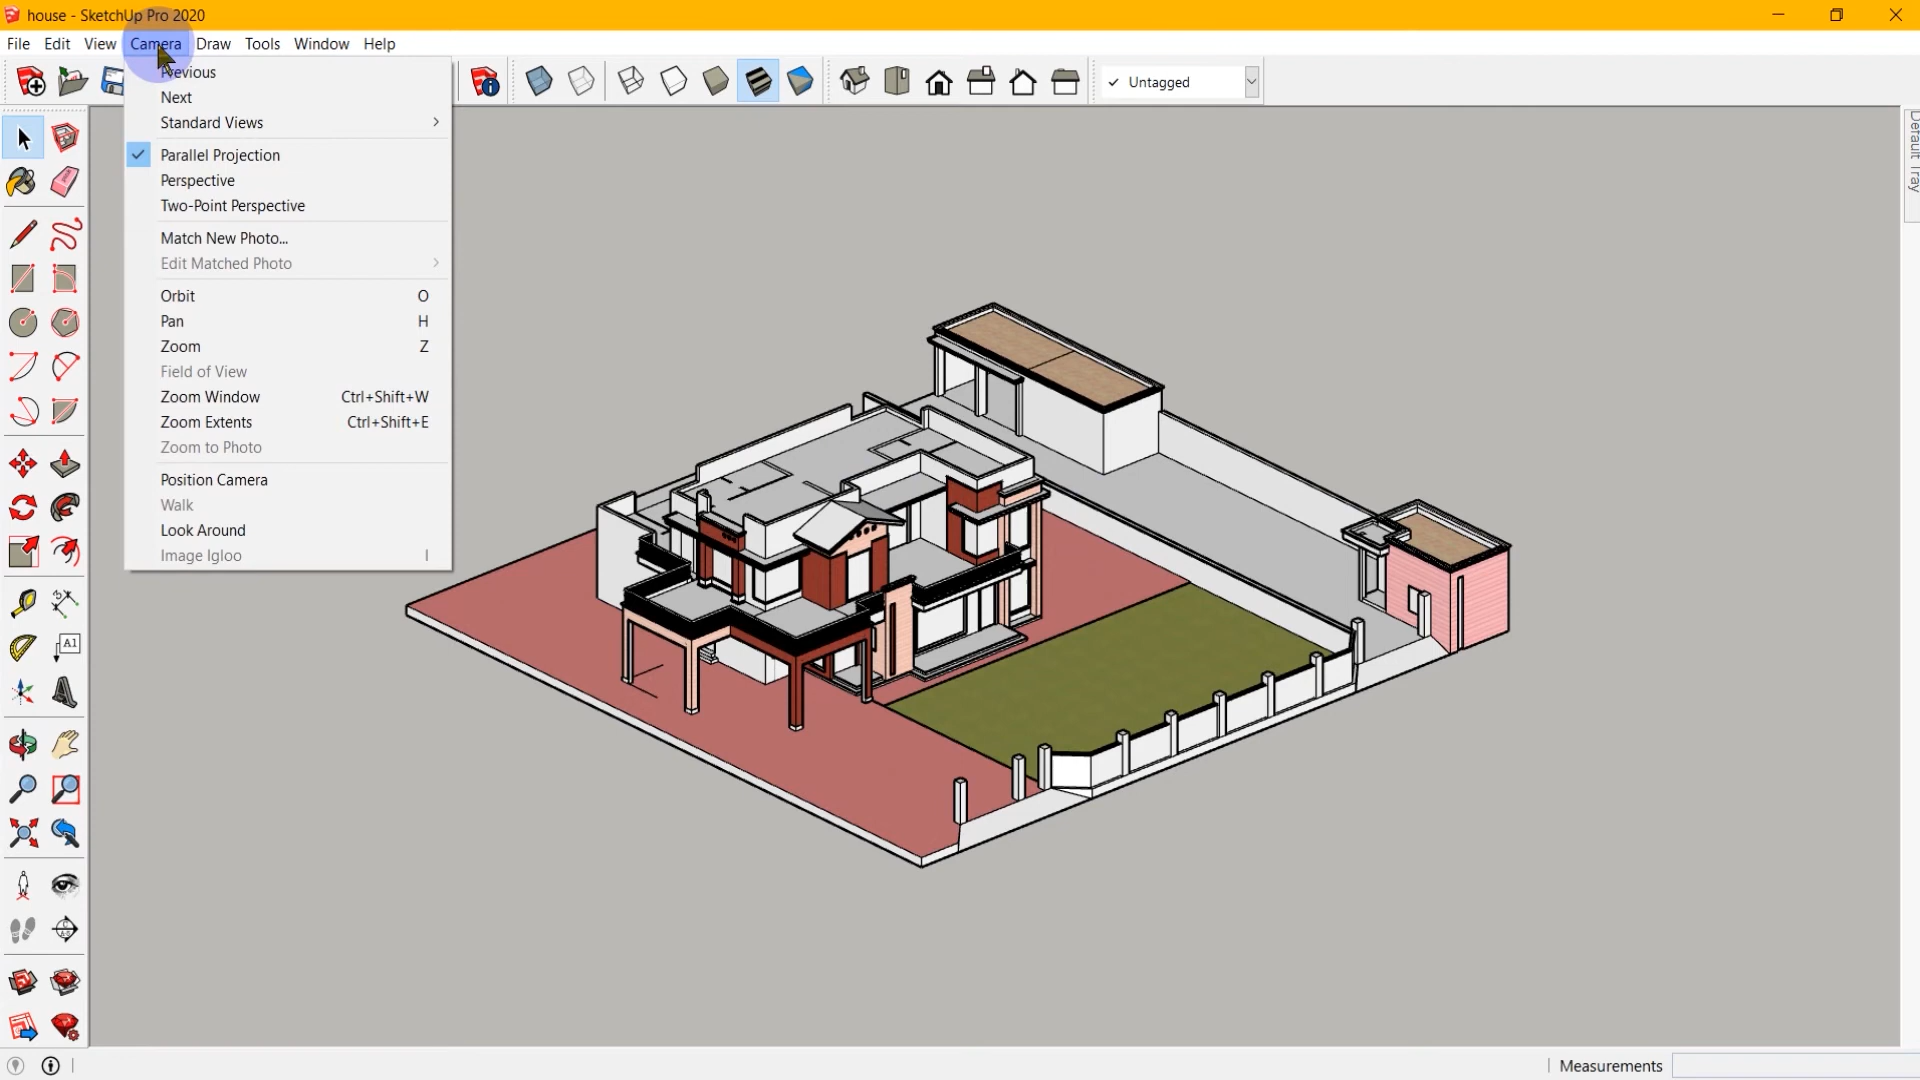 house - SketchUp Pro 2020
File Edit View Camera Draw Tools Window Help
Untagged
Previous
Next
Standard Views
Parallel Projection
Perspective
Two-Point Perspective
Match New Photo...
Edit Matched Photo
Orbit O
Pan H
Zoom Z
Field of View
Zoom Window Ctrl+Shift+W
Zoom Extents Ctrl+Shift+E
Zoom to Photo
Position Camera
Walk
Look Around
Image Igloo I
Default Tray
A1
Measurements